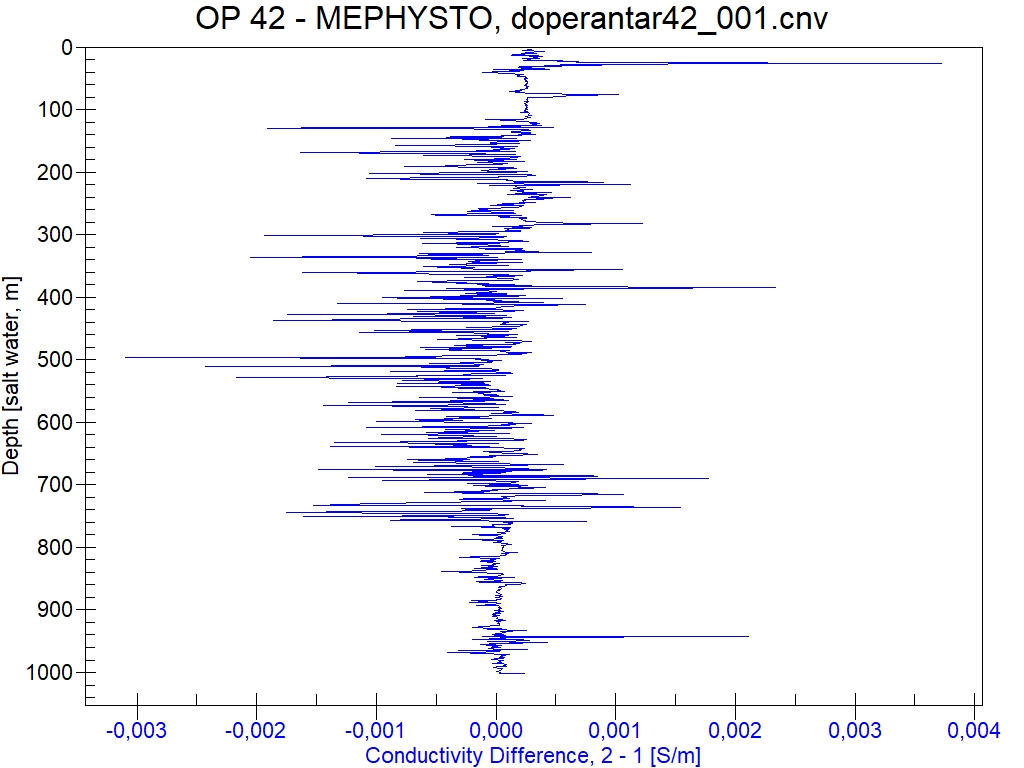 OP 42 - MEPHYSTO, doperantar42_001.cnv
0
100
200
300
400
500
600
700
800
900
1000
Depth [salt water, m]
-0,003 -0,002 -0,001 0,000 0,001 0,002 0,003 0,004
Conductivity Difference, 2 - 1 [S/m]